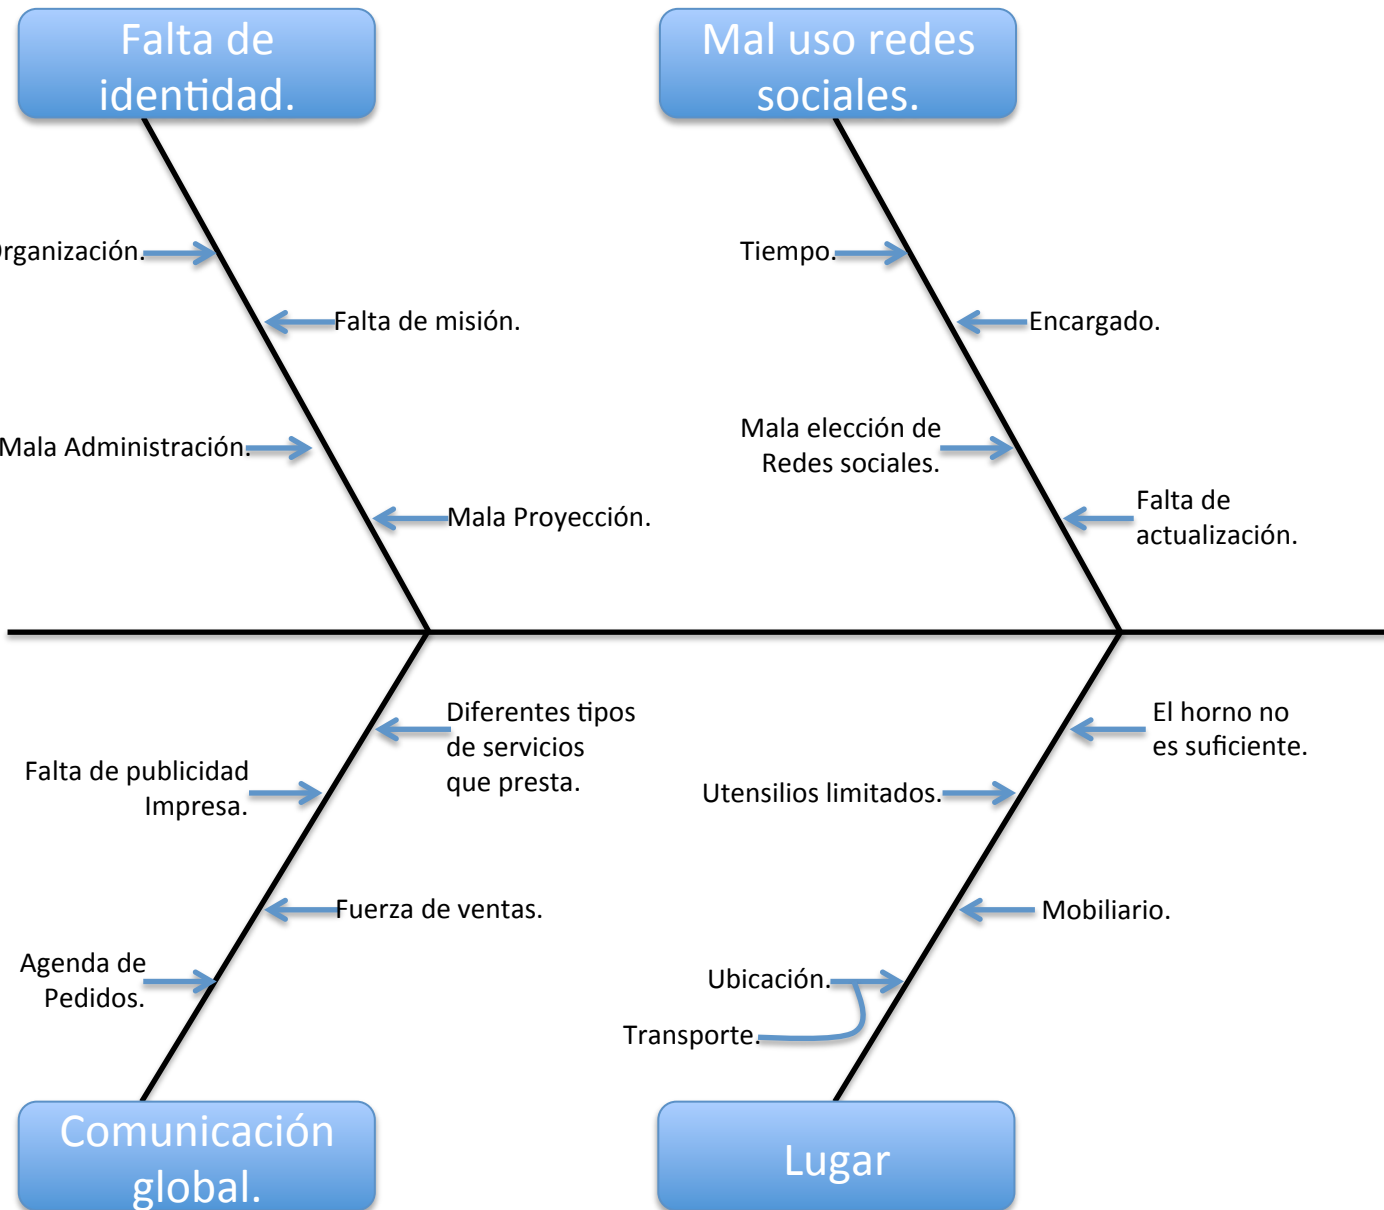 Falta de
identidad.
Mal uso redes
sociales.
Organización.
Tiempo.
Falta de misión.
Encargado.
Mala Administración.
Mala elección de
Redes sociales.
Mala Proyección.
Falta de
actualización.
Diferentes tipos
de servicios
que presta.
El horno no
es suficiente.
Falta de publicidad
Impresa.
Utensilios limitados.
Fuerza de ventas.
Mobiliario.
Agenda de
Pedidos.
Ubicación.
Transporte.
Comunicación
global.
Lugar